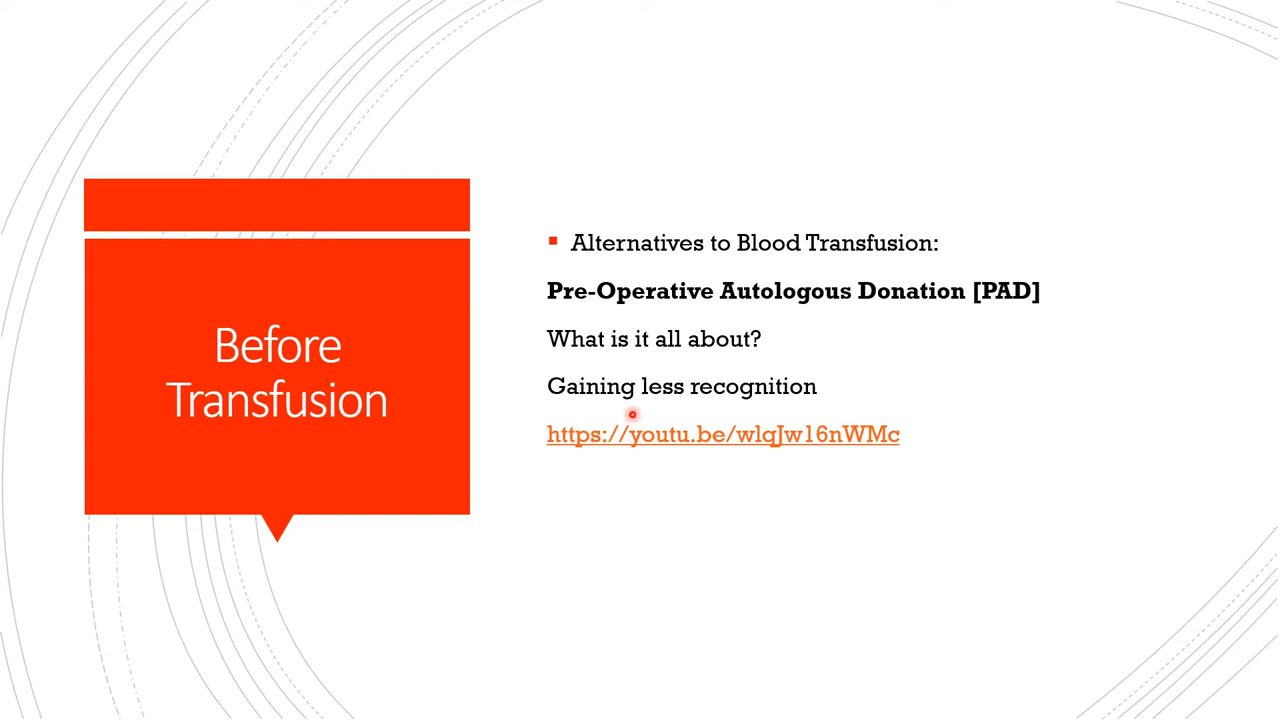 Before
Transfusion
Alternatives to Blood Transfusion:
Pre-Operative Autologous Donation [PAD]
What is it all about?
Gaining less recognition
https://youtu.be/wlqJw16nWMc